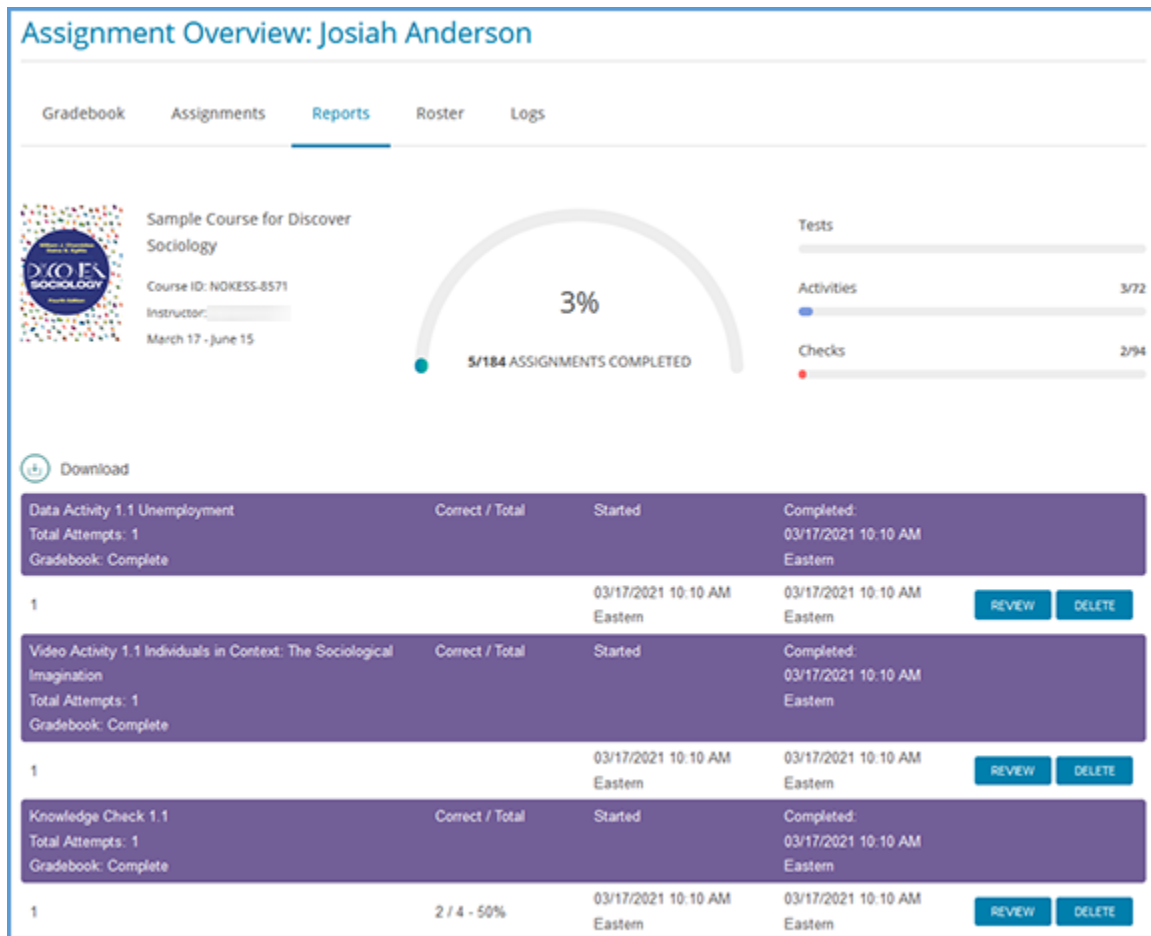 Assignment Overview: Josiah Anderson
Gradebook
Assignments
Reports
Roster
Logs
SOCIOLOGY
Fourth Edition
Sample Course for Discover
Sociology
Course ID: NOKESS-8571
Instructor:
March 17 - June 15
3%
5/184 ASSIGNMENTS COMPLETED
Tests
Activities 3/72
Checks 2/94
Download
Data Activity 1.1 Unemployment
Total Attempts: 1
Gradebook: Complete
Correct / Total
Started
Completed:
03/17/2021 10:10 AM
Eastern
1
03/17/2021 10:10 AM
Eastern
03/17/2021 10:10 AM
Eastern
REVIEW
DELETE
Video Activity 1.1 Individuals in Context: The Sociological
Imagination
Total Attempts: 1
Gradebook: Complete
Correct / Total
Started
Completed:
03/17/2021 10:10 AM
Eastern
1
03/17/2021 10:10 AM
Eastern
03/17/2021 10:10 AM
Eastern
REVIEW
DELETE
Knowledge Check 1.1
Total Attempts: 1
Gradebook: Complete
Correct / Total
Started
Completed:
03/17/2021 10:10 AM
Eastern
1
2 / 4 - 50%
03/17/2021 10:10 AM
Eastern
03/17/2021 10:10 AM
Eastern
REVIEW
DELETE